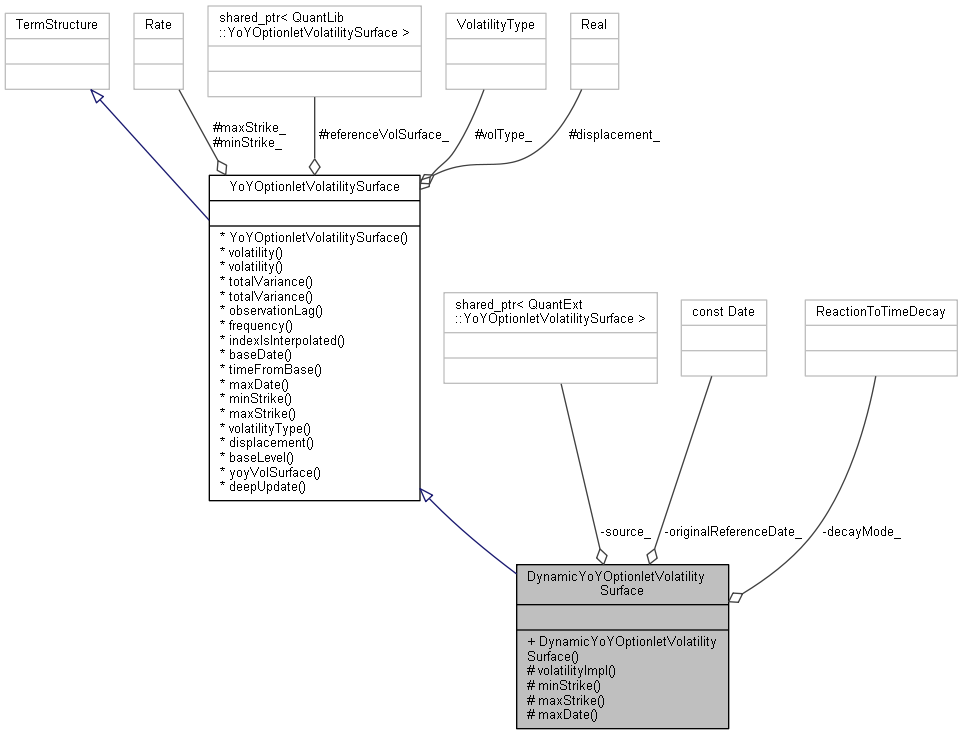 TermStructure
Rate
shared_ptr< QuantLib
::YoYOptionletVolatilitySurface >
VolatilityType
Real
#maxStrike_
#minStrike_
#referenceVolSurface_
#volType_
#displacement_
YoYOptionletVolatilitySurface
* YoYOptionletVolatilitySurface()
* volatility()
* volatility()
* totalVariance()
* totalVariance()
* observationLag()
* frequency()
* indexIsInterpolated()
* baseDate()
* timeFromBase()
* maxDate()
* minStrike()
* maxStrike()
* volatilityType()
* displacement()
* baseLevel()
* yoyVolSurface()
* deepUpdate()
shared_ptr< QuantExt
::YoYOptionletVolatilitySurface >
const Date
ReactionToTimeDecay
-source_
-originalReferenceDate_
-decayMode_
DynamicYoYOptionletVolatility
Surface
+ DynamicYoYOptionletVolatility
Surface()
# volatilityImpl()
# minStrike()
# maxStrike()
# maxDate()